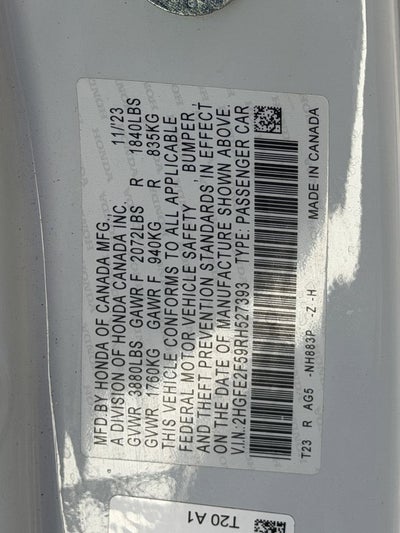 MFD.BY HONDA OF CANADA MFG.,
A DIVISION OF HONDA CANADA INC. 11/'23
GVWR 3880LBS GAWR F 2072LBS R 1840LBS
GVWR 1760KG GAWR F 940KG R 835KG
THIS VEHICLE CONFORMS TO ALL APPLICABLE
FEDERAL MOTOR VEHICLE SAFETY , BUMPER ,
AND THEFT PREVENTION STANDARDS IN EFFECT
ON THE DATE OF MANUFACTURE SHOWN ABOVE.
V.I.N.:2HGFE2F59RH527393 TYPE: PASSENGER CAR
T23 R AG5 -NH883P -Z -H
MADE IN CANADA
T20 A1